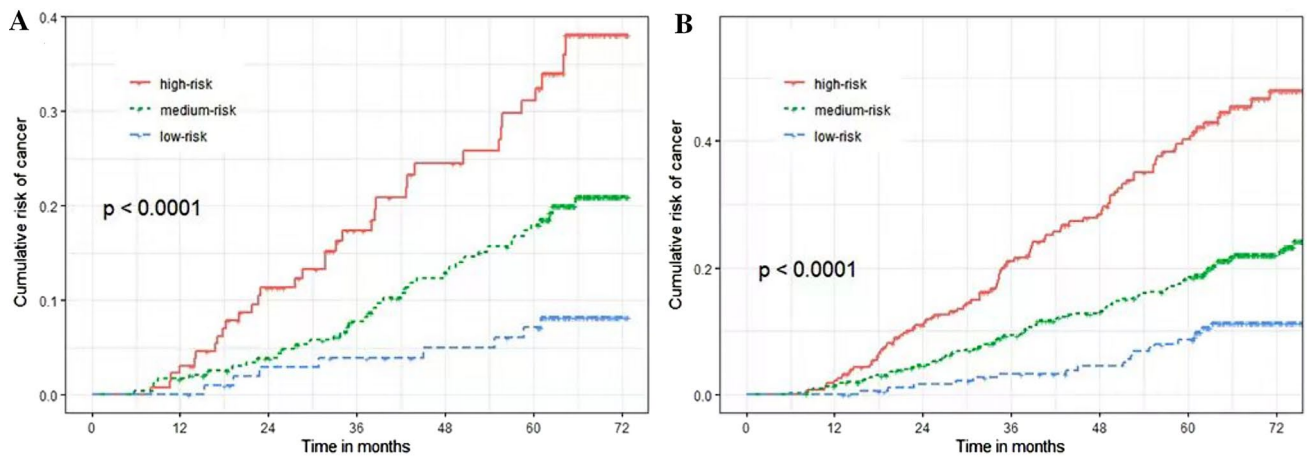 A
0.4
0.3
0.2
0.1
0.0
Cumulative risk of cancer
high-risk
medium-risk
low-risk
p < 0.0001
0 12 24 36 48 60 72
Time in months
B
0.4
0.2
0.0
Cumulative risk of cancer
high-risk
medium-risk
low-risk
p < 0.0001
0 12 24 36 48 60 72
Time in months